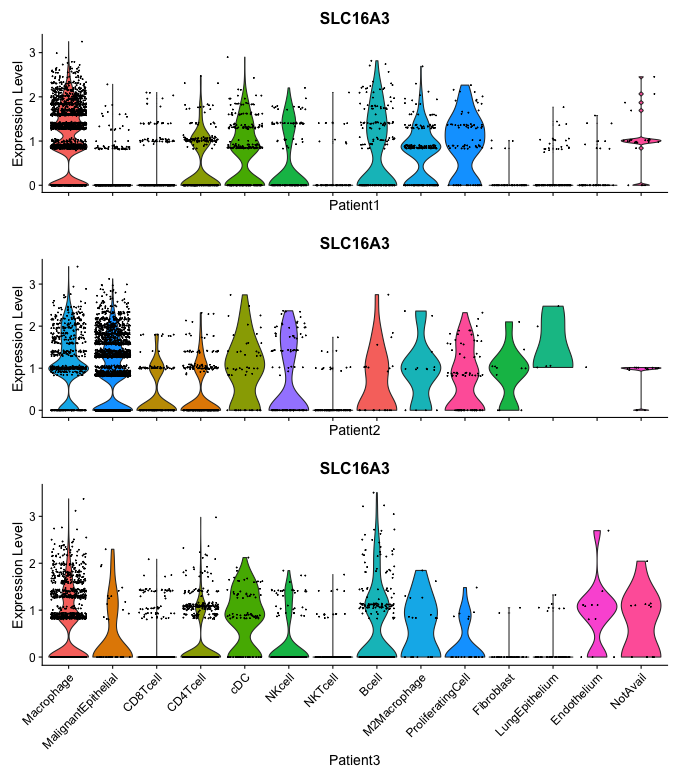 SLC16A3
Expression Level
3
2
1
0
Patient1
SLC16A3
Expression Level
3
2
1
0
Patient2
SLC16A3
Expression Level
3
2
1
0
Macrophage
MalignantEpithelial
CD8Tcell
CD4Tcell
cDC
NKcell
NKTcell
Bcell
M2Macrophage
ProliferatingCell
Fibroblast
LungEpithelium
Endothelium
NotAvail
Patient3